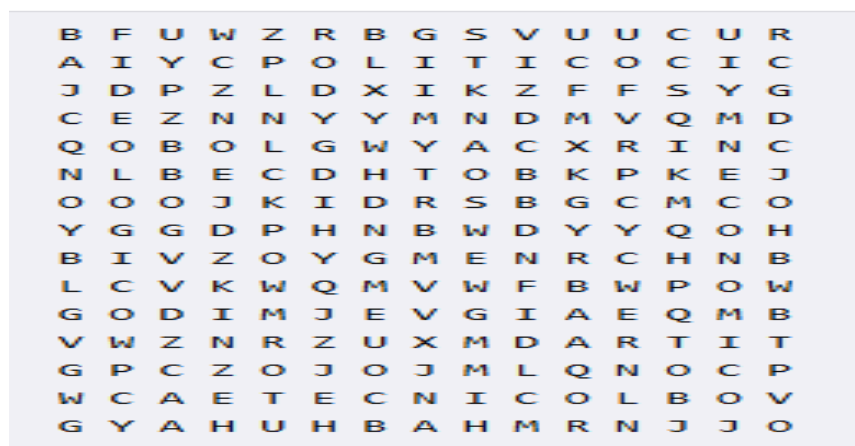 B F U W Z R B G S V U U C U R
A I Y C P O L I T I C O C I C
J D P Z L D X I K Z F F S Y G
C E Z N N Y Y M N D M V Q M D
Q O B O L G W Y A C X R I N C
N L B E C D H T O B K P K E J
O O O J K I D R S B G C M C O
Y G G D P H N B W D Y Y Q O H
B I V Z O Y G M E N R C H N B
L C V K W Q M V W F B W P O W
G O D I M J E V G I A E Q M B
V W Z N R Z U X M D A R T I T
G P C Z O J O J M L Q N O C P
W C A E T E C N I C O L B O V
G Y A H U H B A H M R N J J O